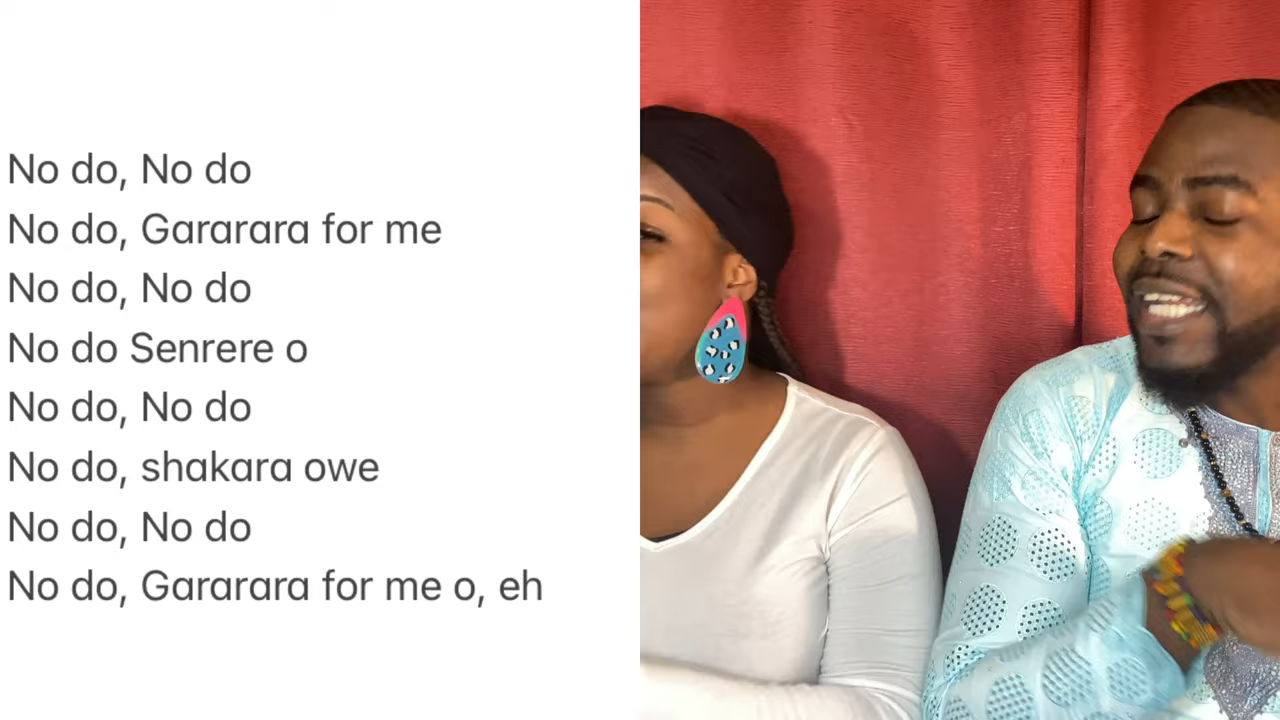 No do, No do
No do, Gararara for me
No do, No do
No do Senrere o
No do, No do
No do, shakara owe
No do, No do
No do, Gararara for me o, eh